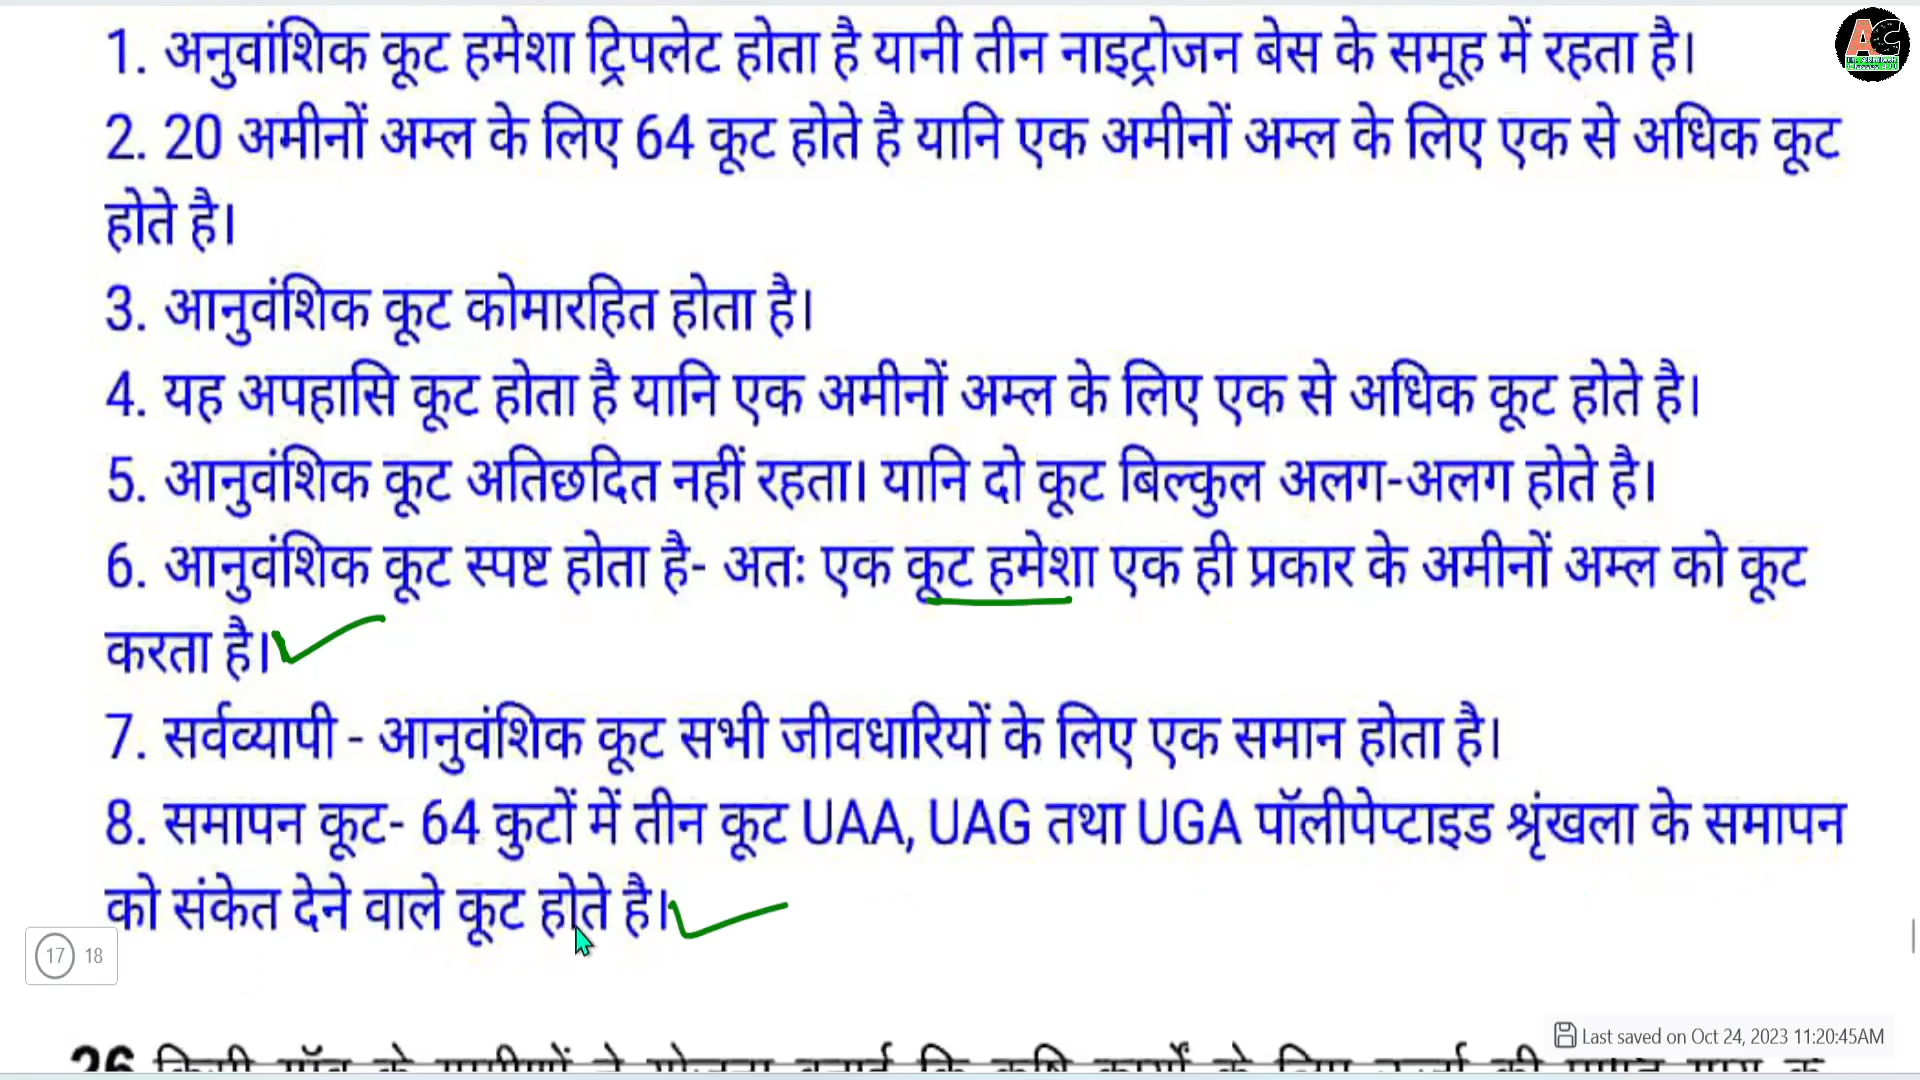 1. अनुवांशिक कूट हमेशा ट्रिपलेट होता है यानी तीन नाइट्रोजन बेस के समूह में रहता है।
2. 20 अमीनों अम्ल के लिए 64 कूट होते है यानि एक अमीनों अम्ल के लिए एक से अधिक कूट
होते है।
3. आनुवंशिक कूट कोमारहित होता है।
4. यह अपहासि कूट होता है यानि एक अमीनों अम्ल के लिए एक से अधिक कूट होते है।
5. आनुवंशिक कूट अतिछदित नहीं रहता। यानि दो कूट बिल्कुल अलग-अलग होते है।
6. आनुवंशिक कूट स्पष्ट होता है- अतः एक कूट हमेशा एक ही प्रकार के अमीनों अम्ल को कूट
करता है।
7. सर्वव्यापी - आनुवंशिक कूट सभी जीवधारियों के लिए एक समान होता है।
8. समापन कूट- 64 कुटों में तीन कूट UAA, UAG तथा UGA पॉलीपेप्टाइड श्रृंखला के समापन
को संकेत देने वाले कूट होते है।
17 18
Last saved on Oct 24, 2023 11:20:45AM
AC